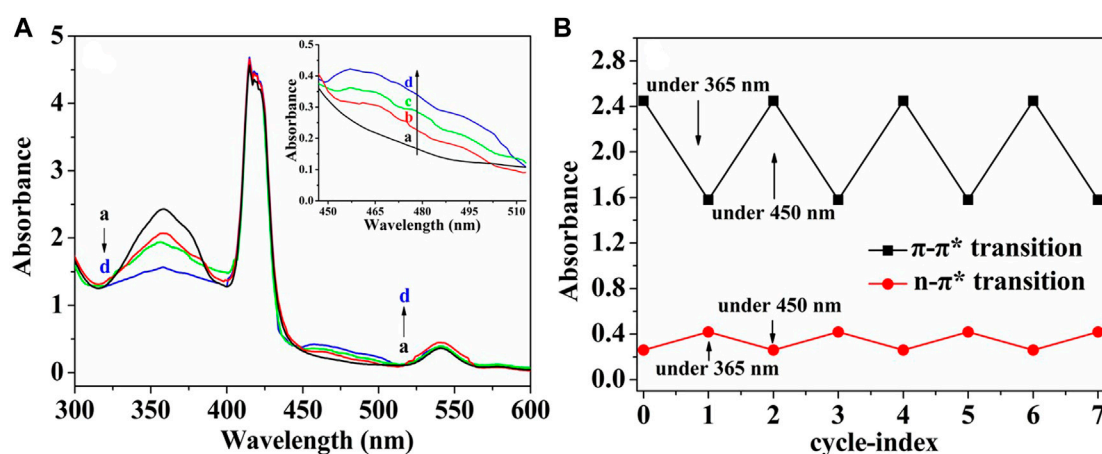 A
5
4
3
2
1
0
Absorbance
300
350
400
450
500
550
600
Wavelength (nm)
a
d
d
a
0.5
0.4
0.3
0.2
0.1
0.0
Absorbance
450
465
480
495
510
Wavelength (nm)
d
c
b
a
B
2.8
2.4
2.0
1.6
1.2
0.8
0.4
0.0
Absorbance
under 365 nm
under 450 nm
π-π* transition
n-π* transition
under 450 nm
under 365 nm
0
1
2
3
4
5
6
7
cycle-index